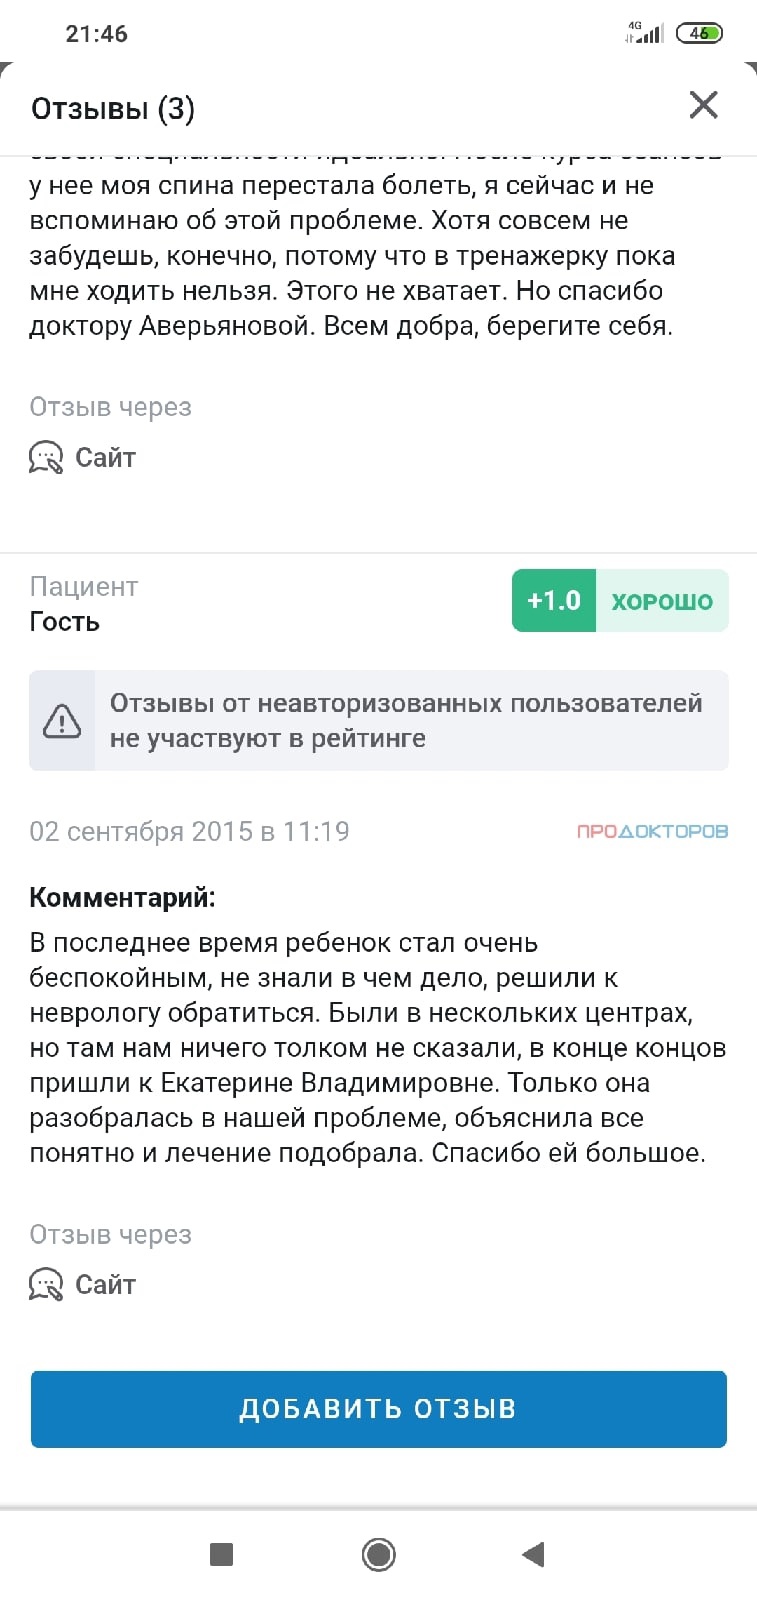 21:46
4G
46
Отзывы (3)
у нее моя спина перестала болеть, я сейчас и не
вспоминаю об этой проблеме. Хотя совсем не
забудешь, конечно, потому что в тренажерку пока
мне ходить нельзя. Этого не хватает. Но спасибо
доктору Аверьяновой. Всем добра, берегите себя.
Отзыв через
Сайт
Пациент
Гость
+1.0 ХОРОШО
Отзывы от неавторизованных пользователей
не участвуют в рейтинге
02 сентября 2015 в 11:19
ПРОДОКТОРОВ
Комментарий:
В последнее время ребенок стал очень
беспокойным, не знали в чем дело, решили к
неврологу обратиться. Были в нескольких центрах,
но там нам ничего толком не сказали, в конце концов
пришли к Екатерине Владимировне. Только она
разобралась в нашей проблеме, объяснила все
понятно и лечение подобрала. Спасибо ей большое.
Отзыв через
Сайт
ДОБАВИТЬ ОТЗЫВ